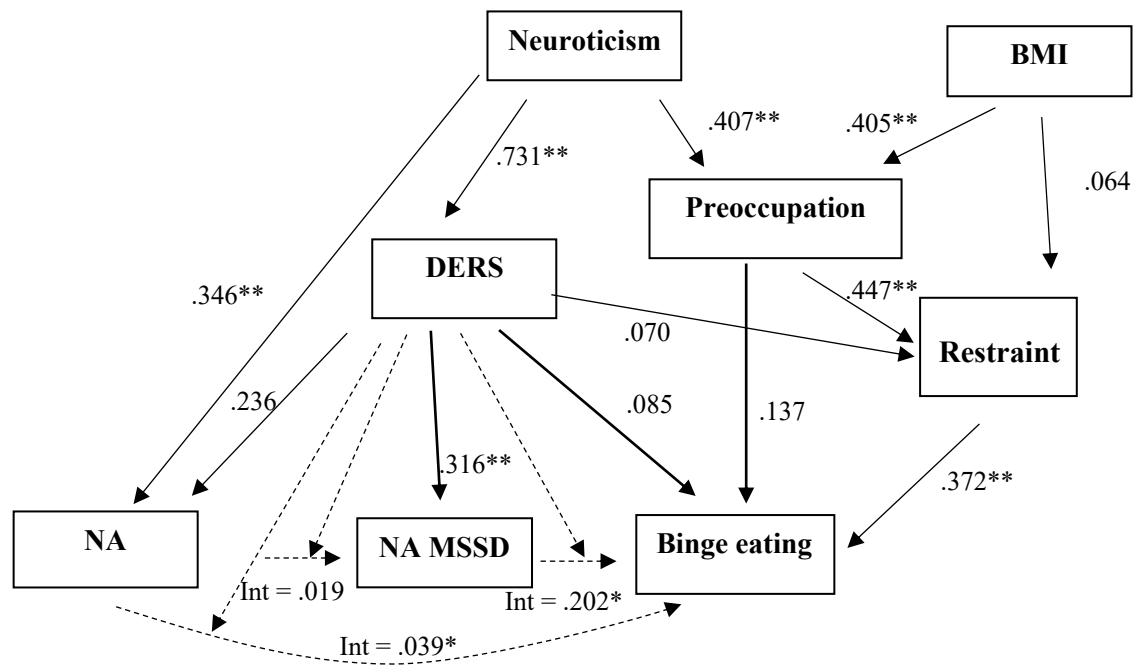 Neuroticism
BMI
.407**
.405**
.731**
.064
Preoccupation
DERS
.346**
.447**
.070
Restraint
.236
.085
.137
.316**
.372**
NA
NA MSSD
Binge eating
Int = .019
Int = .202*
Int = .039*